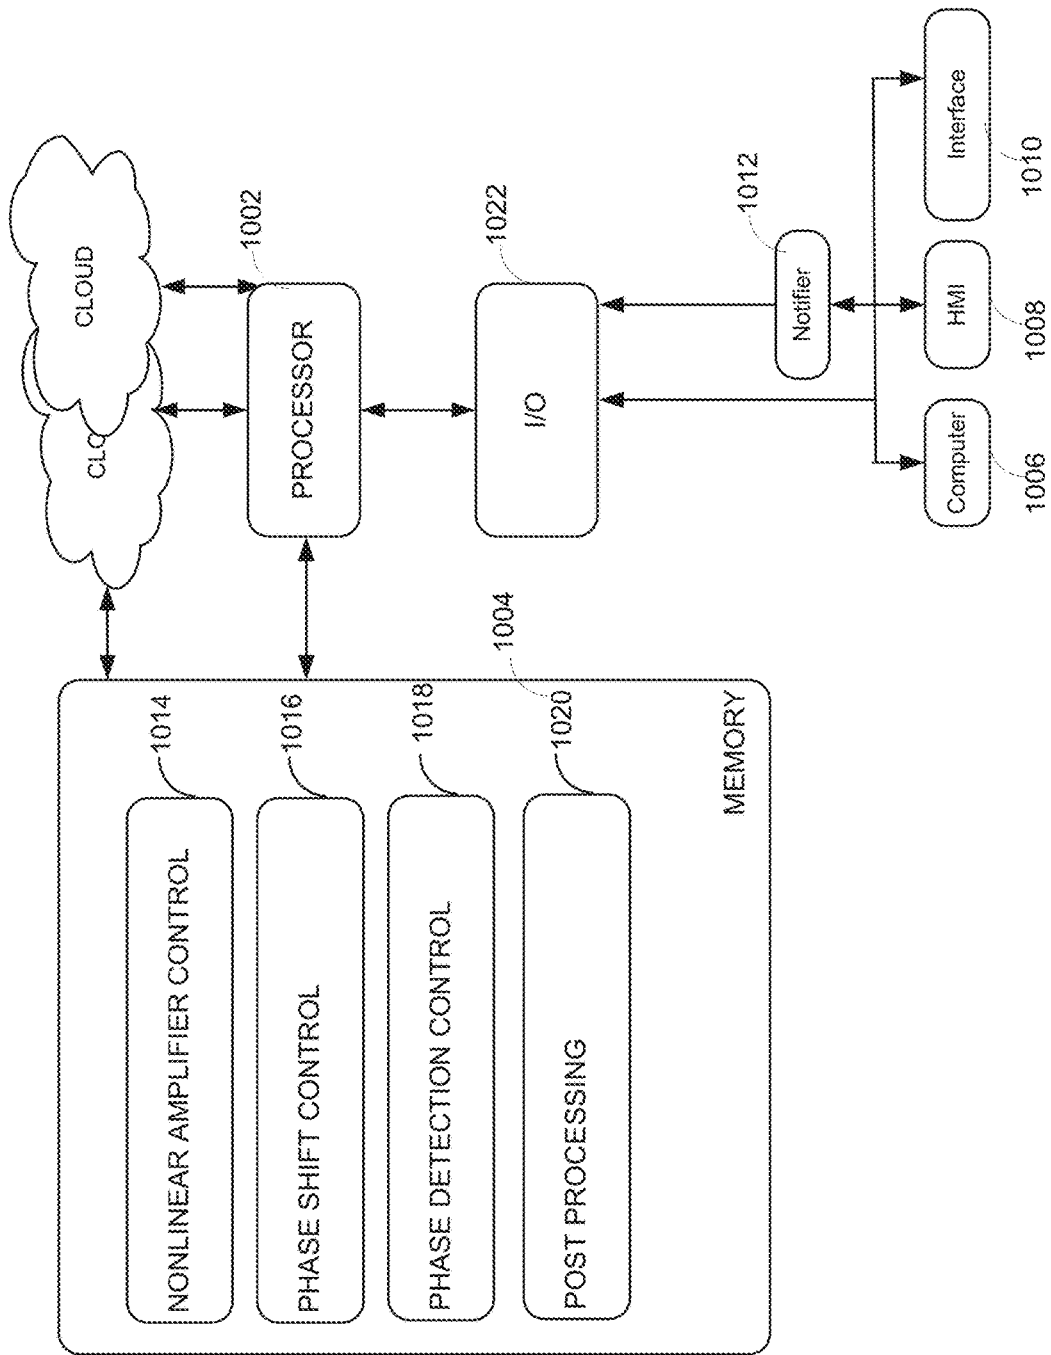 NONLINEAR AMPLIFIER CONTROL
1014
PHASE SHIFT CONTROL
1016
PHASE DETECTION CONTROL
1018
POST PROCESSING
1020
MEMORY
1004
CLO
CLOUD
PROCESSOR
1002
I/O
1022
Notifier
1012
Computer
1006
HMI
1008
Interface
1010